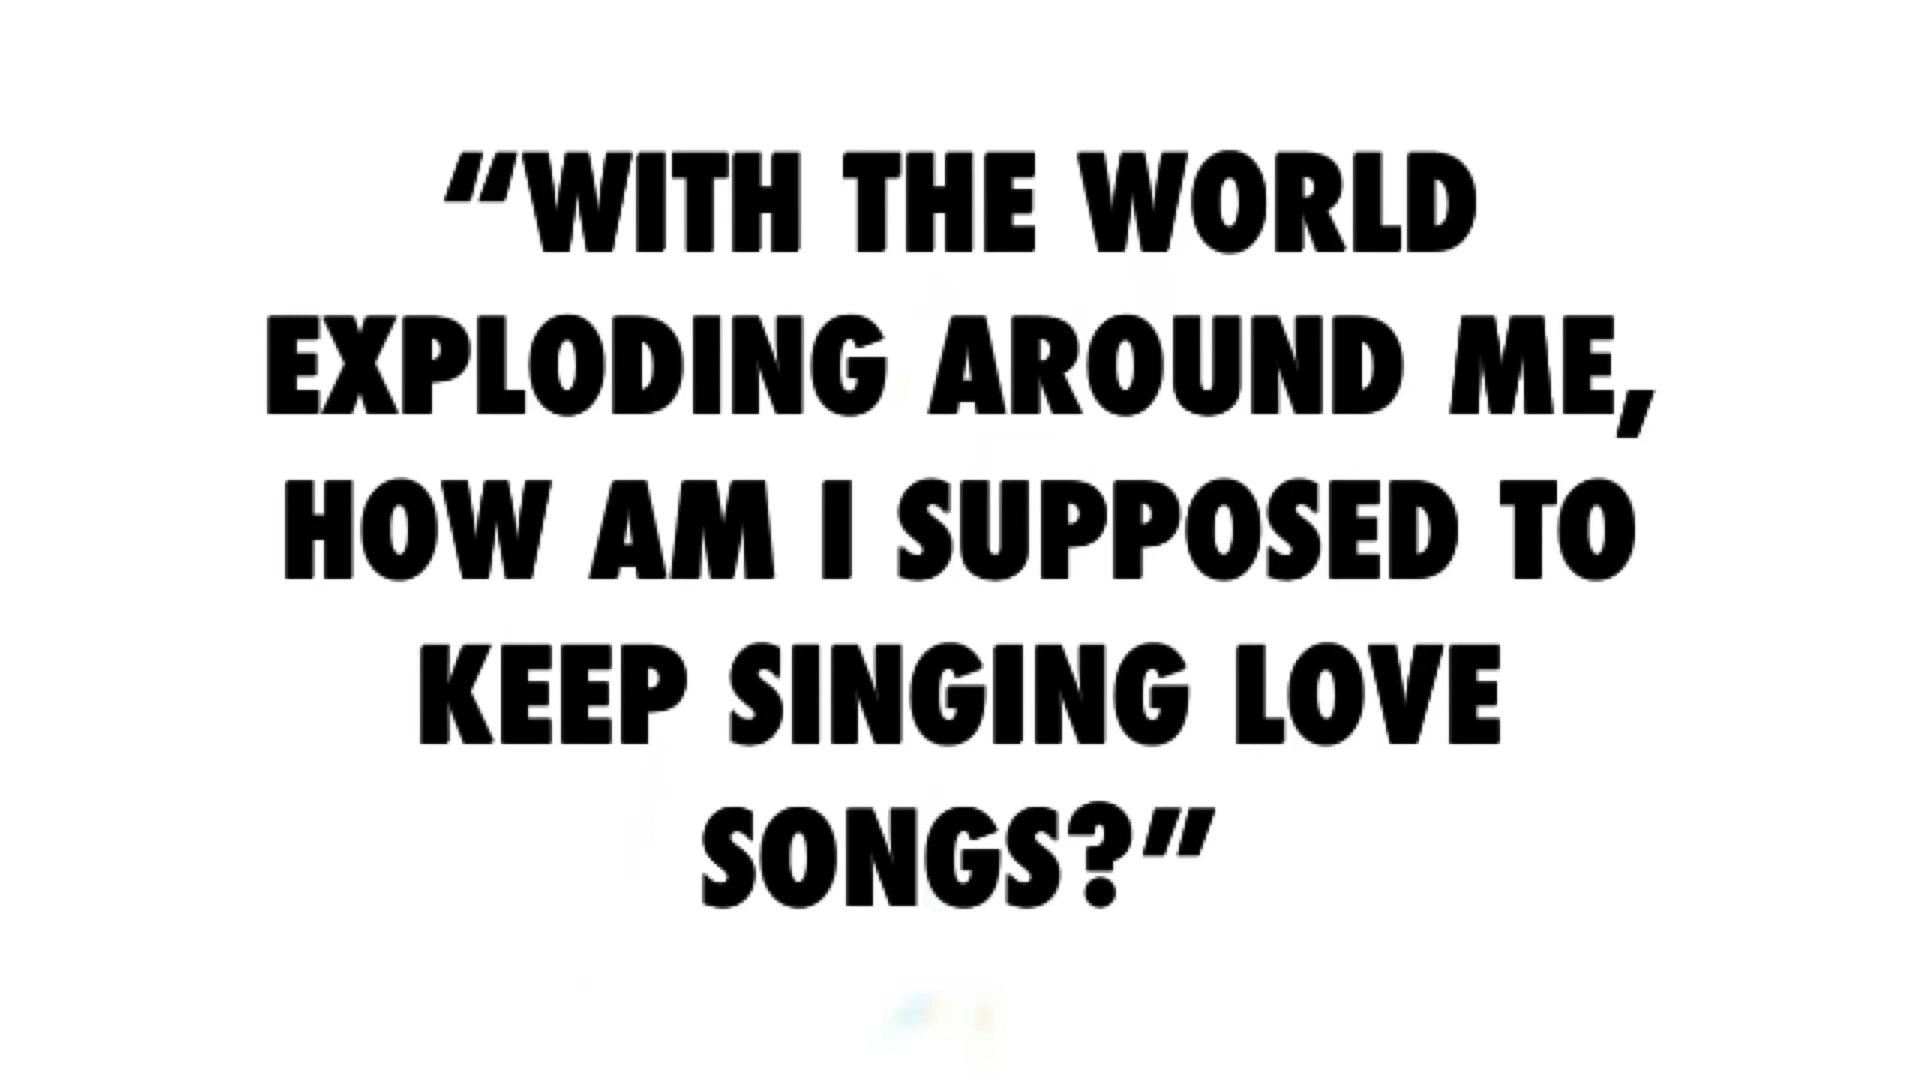 “WITH THE WORLD
EXPLODING AROUND ME,
HOW AM I SUPPOSED TO
KEEP SINGING LOVE
SONGS?”